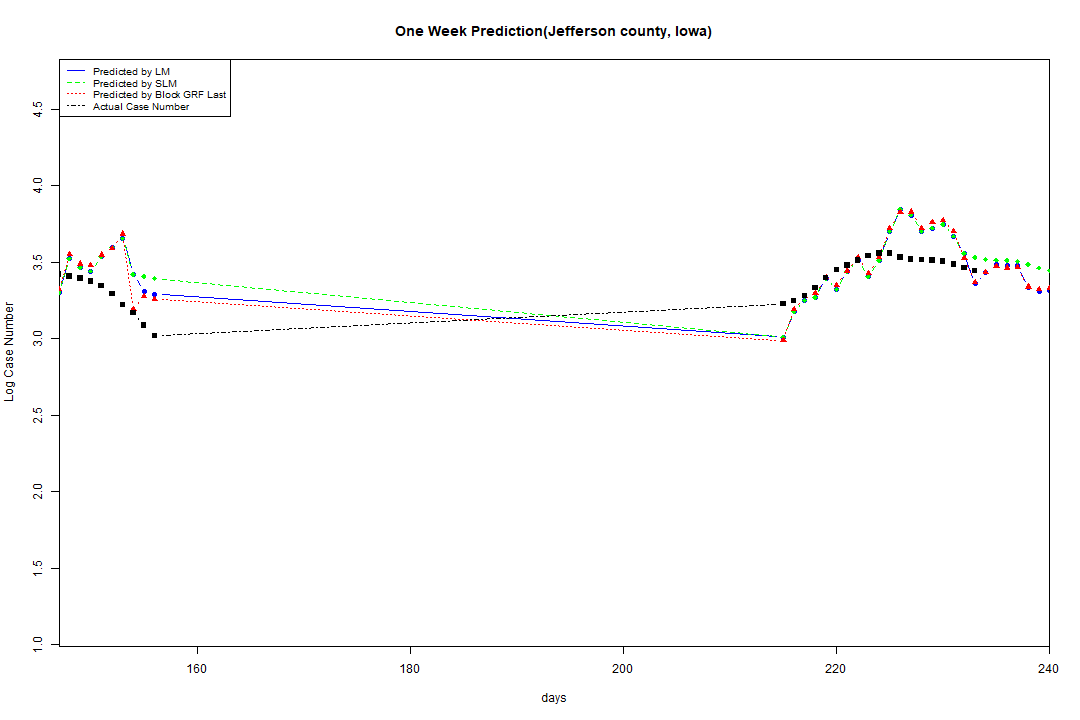 One Week Prediction(Jefferson county, Iowa)
Predicted by LM
Predicted by SLM
Predicted by Block GRF Last
Actual Case Number
4.5
4.0
3.5
3.0
2.5
2.0
1.5
1.0
Log Case Number
160 180 200 220 240
days